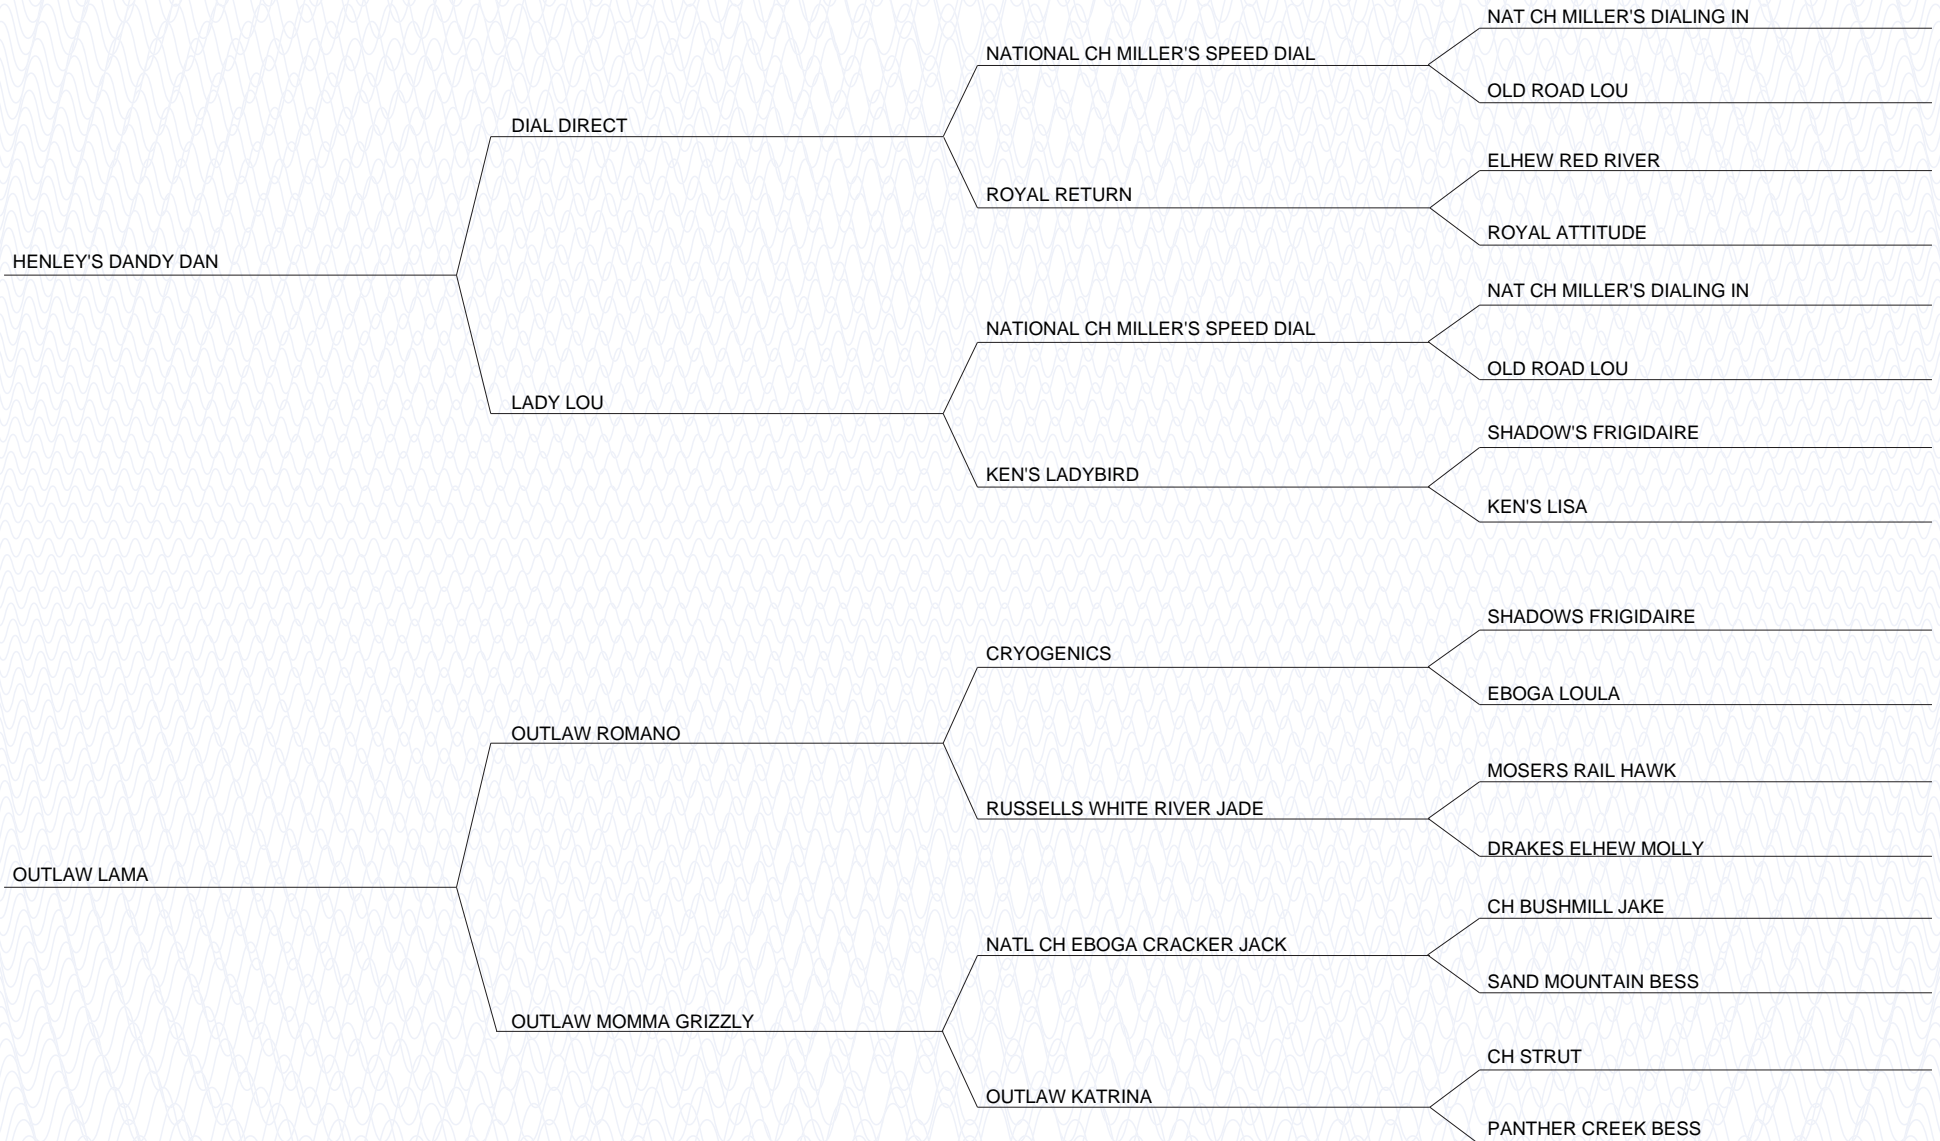 NAT CH MILLER'S DIALING IN
NATIONAL CH MILLER'S SPEED DIAL
OLD ROAD LOU
DIAL DIRECT
ELHEW RED RIVER
ROYAL RETURN
ROYAL ATTITUDE
HENLEY'S DANDY DAN
NAT CH MILLER'S DIALING IN
NATIONAL CH MILLER'S SPEED DIAL
OLD ROAD LOU
LADY LOU
SHADOW'S FRIGIDAIRE
KEN'S LADYBIRD
KEN'S LISA
SHADOWS FRIGIDAIRE
CRYOGENICS
EBOGA LOULA
OUTLAW ROMANO
MOSERS RAIL HAWK
RUSSELLS WHITE RIVER JADE
DRAKES ELHEW MOLLY
OUTLAW LAMA
CH BUSHMILL JAKE
NATL CH EBOGA CRACKER JACK
SAND MOUNTAIN BESS
OUTLAW MOMMA GRIZZLY
CH STRUT
OUTLAW KATRINA
PANTHER CREEK BESS